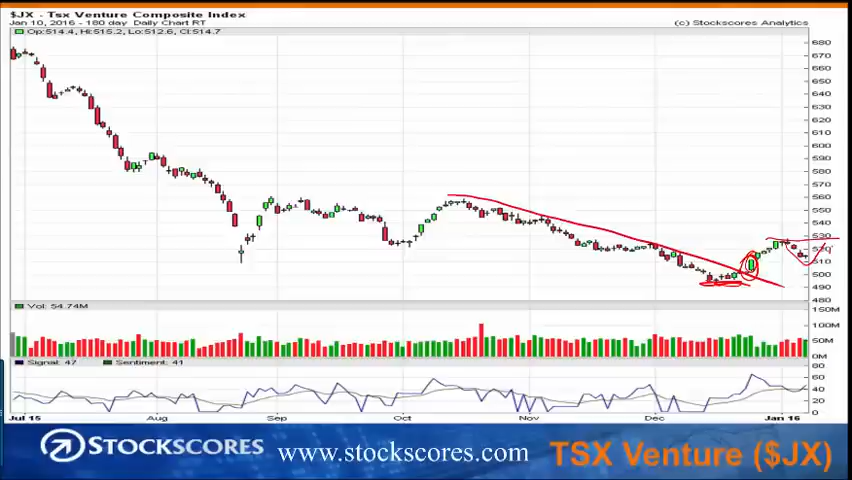 $JX - Tsx Venture Composite Index
Jan 10, 2016 - 180 day  Daily Chart RT
(c) Stockscores Analytics
Op:514.4, Hi:515.2, Lo:512.6, Cl:514.7
680
670
660
650
640
630
620
610
600
590
580
570
560
550
540
530
520
510
500
490
480
Vol: 54.74M
150M
100M
50M
0M
Signal: 47
Sentiment: 41
80
60
40
20
0
Jul 15 Aug Sep Oct Nov Dec Jan 16
STOCKSCORES www.stockscores.com TSX Venture ($JX)